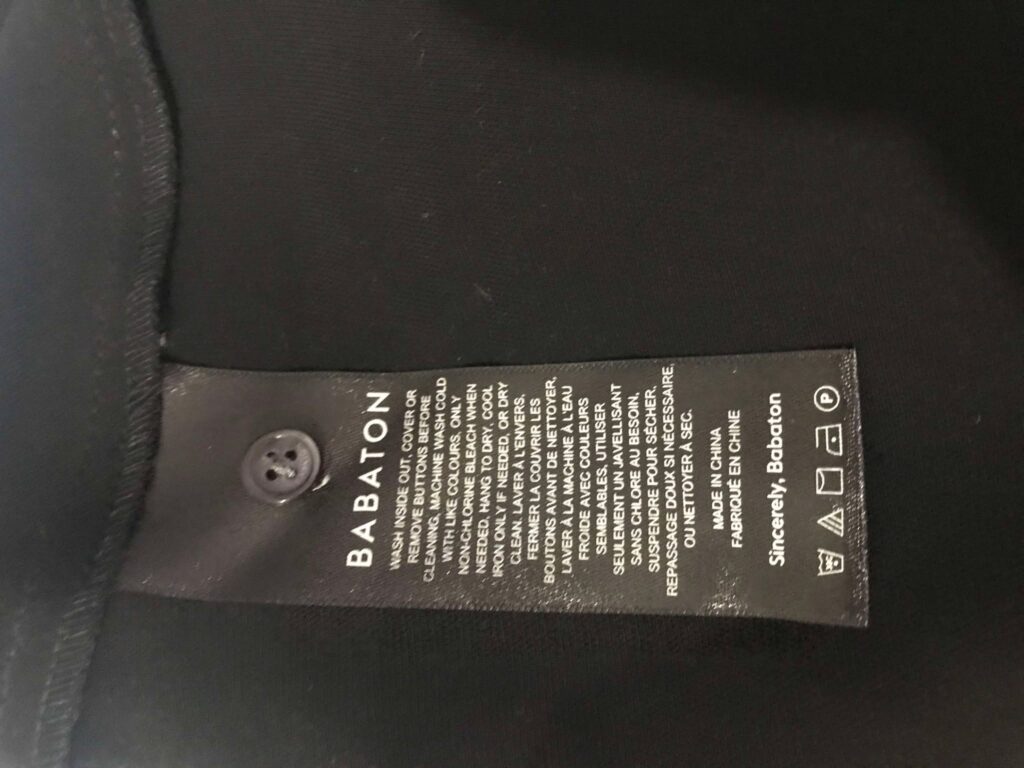 BABATON
WASH INSIDE OUT, COVER OR
REMOVE BUTTONS BEFORE
CLEANING, MACHINE WASH COLD
WITH LIKE COLOURS, ONLY
NON-CHLORINE BLEACH WHEN
NEEDED, HANG TO DRY, COOL
IRON ONLY IF NEEDED, OR DRY
CLEAN. LAVER À L'ENVERS,
FERMER LA COUVRIR LES
BOUTONS AVANT DE NETTOYER,
LAVER À LA MACHINE À L'EAU
FROIDE AVEC COULEURS
SEMBLABLES, UTILISER
SEULEMENT UN JAVELLISANT
SANS CHLORE AU BESOIN,
SUSPENDRE POUR SÉCHER,
REPASSAGE DOUX SI NÉCESSAIRE,
OU NETTOYER À SEC.
MADE IN CHINA
FABRIQUÉ EN CHINE
Sincerely, Babaton
P